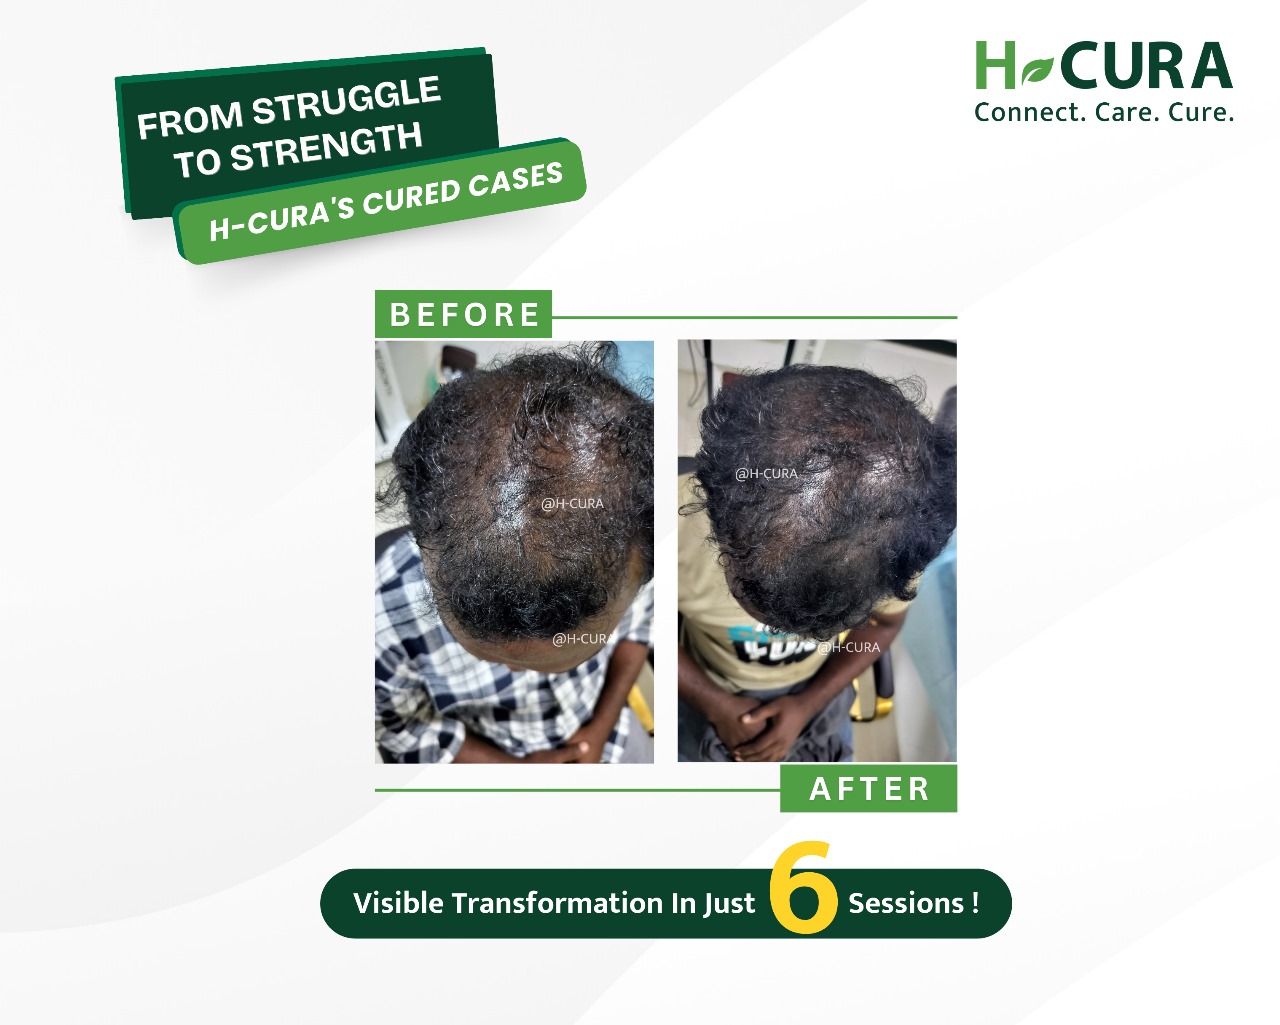 FROM STRUGGLE
TO STRENGTH
H-CURA'S CURED CASES
H CURA
Connect. Care. Cure.
BEFORE
@H-CURA
@H-CURA
@H-CURA
@H-CURA
AFTER
Visible Transformation In Just 6 Sessions !